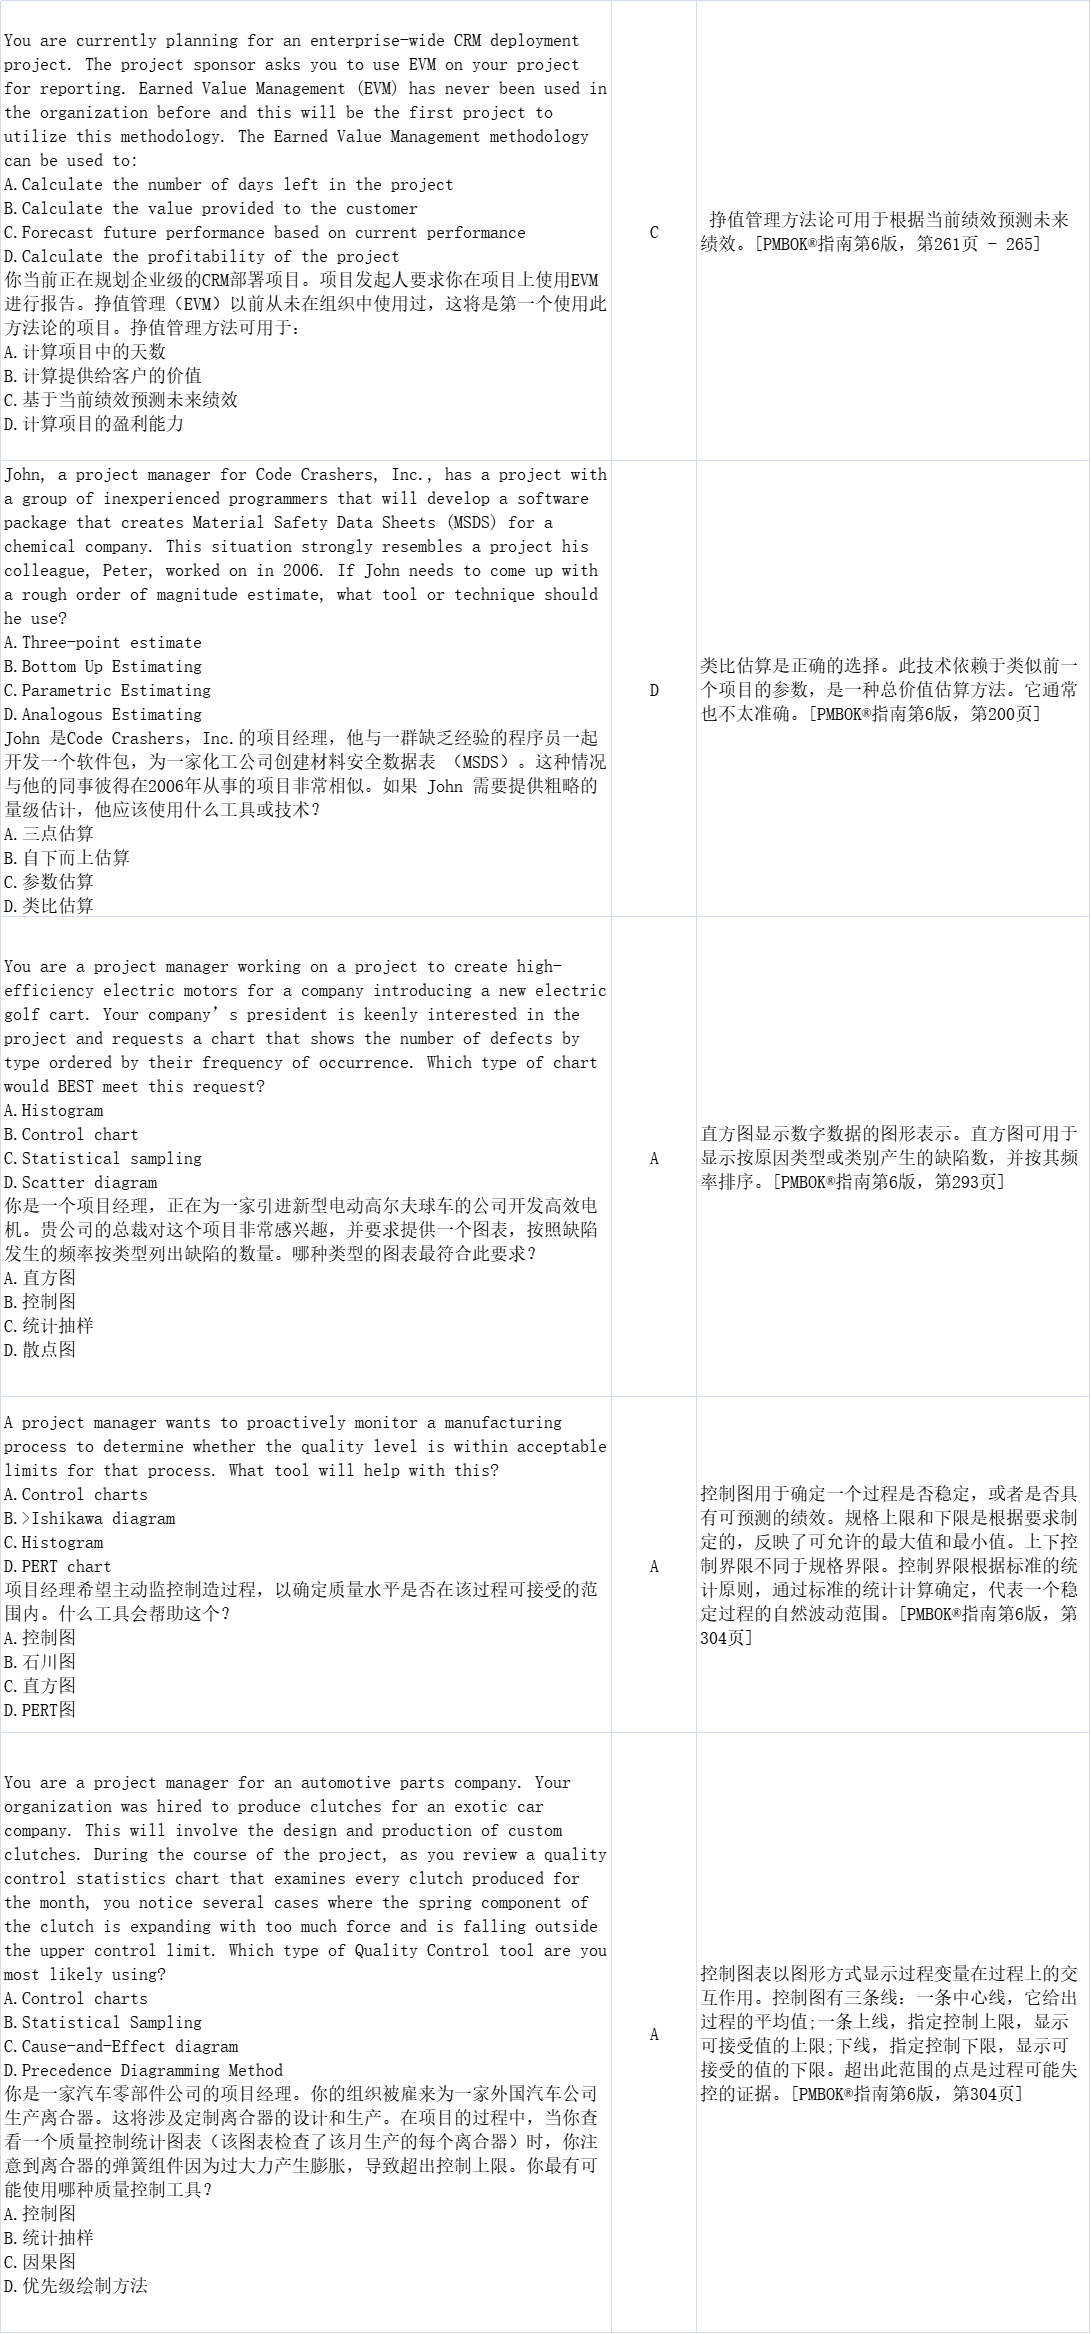 You are currently planning for an enterprise-wide CRM deployment
project. The project sponsor asks you to use EVM on your project
for reporting. Earned Value Management (EVM) has never been used in
the organization before and this will be the first project to
utilize this methodology. The Earned Value Management methodology
can be used to:
A.Calculate the number of days left in the project
B.Calculate the value provided to the customer
C.Forecast future performance based on current performance
D.Calculate the profitability of the project
你当前正在规划企业级的CRM部署项目。项目发起人要求你在项目上使用EVM
进行报告。挣值管理（EVM）以前从未在组织中使用过，这将是第一个使用此
方法论的项目。挣值管理方法可用于：
A.计算项目中的天数
B.计算提供给客户的价值
C.基于当前绩效预测未来绩效
D.计算项目的盈利能力
C
挣值管理方法论可用于根据当前绩效预测未来
绩效。[PMBOK®指南第6版，第261页 - 265]
John, a project manager for Code Crashers, Inc., has a project with
a group of inexperienced programmers that will develop a software
package that creates Material Safety Data Sheets (MSDS) for a
chemical company. This situation strongly resembles a project his
colleague, Peter, worked on in 2006. If John needs to come up with
a rough order of magnitude estimate, what tool or technique should
he use?
A.Three-point estimate
B.Bottom Up Estimating
C.Parametric Estimating
D.Analogous Estimating
John 是Code Crashers，Inc.的项目经理，他与一群缺乏经验的程序员一起
开发一个软件包，为一家化工公司创建材料安全数据表 （MSDS）。这种情况
与他的同事彼得在2006年从事的项目非常相似。如果 John 需要提供粗略的
量级估计，他应该使用什么工具或技术？
A.三点估算
B.自下而上估算
C.参数估算
D.类比估算
D
类比估算是正确的选择。此技术依赖于类似前一
个项目的参数，是一种总价值估算方法。它通常
也不太准确。[PMBOK®指南第6版，第200页]
You are a project manager working on a project to create high-
efficiency electric motors for a company introducing a new electric
golf cart. Your company’s president is keenly interested in the
project and requests a chart that shows the number of defects by
type ordered by their frequency of occurrence. Which type of chart
would BEST meet this request?
A.Histogram
B.Control chart
C.Statistical sampling
D.Scatter diagram
你是一个项目经理，正在为一家引进新型电动高尔夫球车的公司开发高效电
机。贵公司的总裁对这个项目非常感兴趣，并要求提供一个图表，按照缺陷
发生的频率按类型列出缺陷的数量。哪种类型的图表最符合此要求？
A.直方图
B.控制图
C.统计抽样
D.散点图
A
直方图显示数字数据的图形表示。直方图可用于
显示按原因类型或类别产生的缺陷数，并按其频
率排序。[PMBOK®指南第6版，第293页]
A project manager wants to proactively monitor a manufacturing
process to determine whether the quality level is within acceptable
limits for that process. What tool will help with this?
A.Control charts
B.>Ishikawa diagram
C.Histogram
D.PERT chart
项目经理希望主动监控制造过程，以确定质量水平是否在该过程可接受的范
围内。什么工具会帮助这个？
A.控制图
B.石川图
C.直方图
D.PERT图
A
控制图用于确定一个过程是否稳定，或者是否具
有可预测的绩效。规格上限和下限是根据要求制
定的，反映了可允许的最大值和最小值。上下控
制界限不同于规格界限。控制界限根据标准的统
计原则，通过标准的统计计算确定，代表一个稳
定过程的自然波动范围。[PMBOK®指南第6版，第
304页]
You are a project manager for an automotive parts company. Your
organization was hired to produce clutches for an exotic car
company. This will involve the design and production of custom
clutches. During the course of the project, as you review a quality
control statistics chart that examines every clutch produced for
the month, you notice several cases where the spring component of
the clutch is expanding with too much force and is falling outside
the upper control limit. Which type of Quality Control tool are you
most likely using?
A.Control charts
B.Statistical Sampling
C.Cause-and-Effect diagram
D.Precedence Diagramming Method
你是一家汽车零部件公司的项目经理。你的组织被雇来为一家外国汽车公司
生产离合器。这将涉及定制离合器的设计和生产。在项目的过程中，当你查
看一个质量控制统计图表（该图表检查了该月生产的每个离合器）时，你注
意到离合器的弹簧组件因为过大力产生膨胀，导致超出控制上限。你最有可
能使用哪种质量控制工具？
A.控制图
B.统计抽样
C.因果图
D.优先级绘制方法
A
控制图表以图形方式显示过程变量在过程上的交
互作用。控制图有三条线：一条中心线，它给出
过程的平均值;一条上线，指定控制上限，显示
可接受值的上限;下线，指定控制下限，显示可
接受的值的下限。超出此范围的点是过程可能失
控的证据。[PMBOK®指南第6版，第304页]